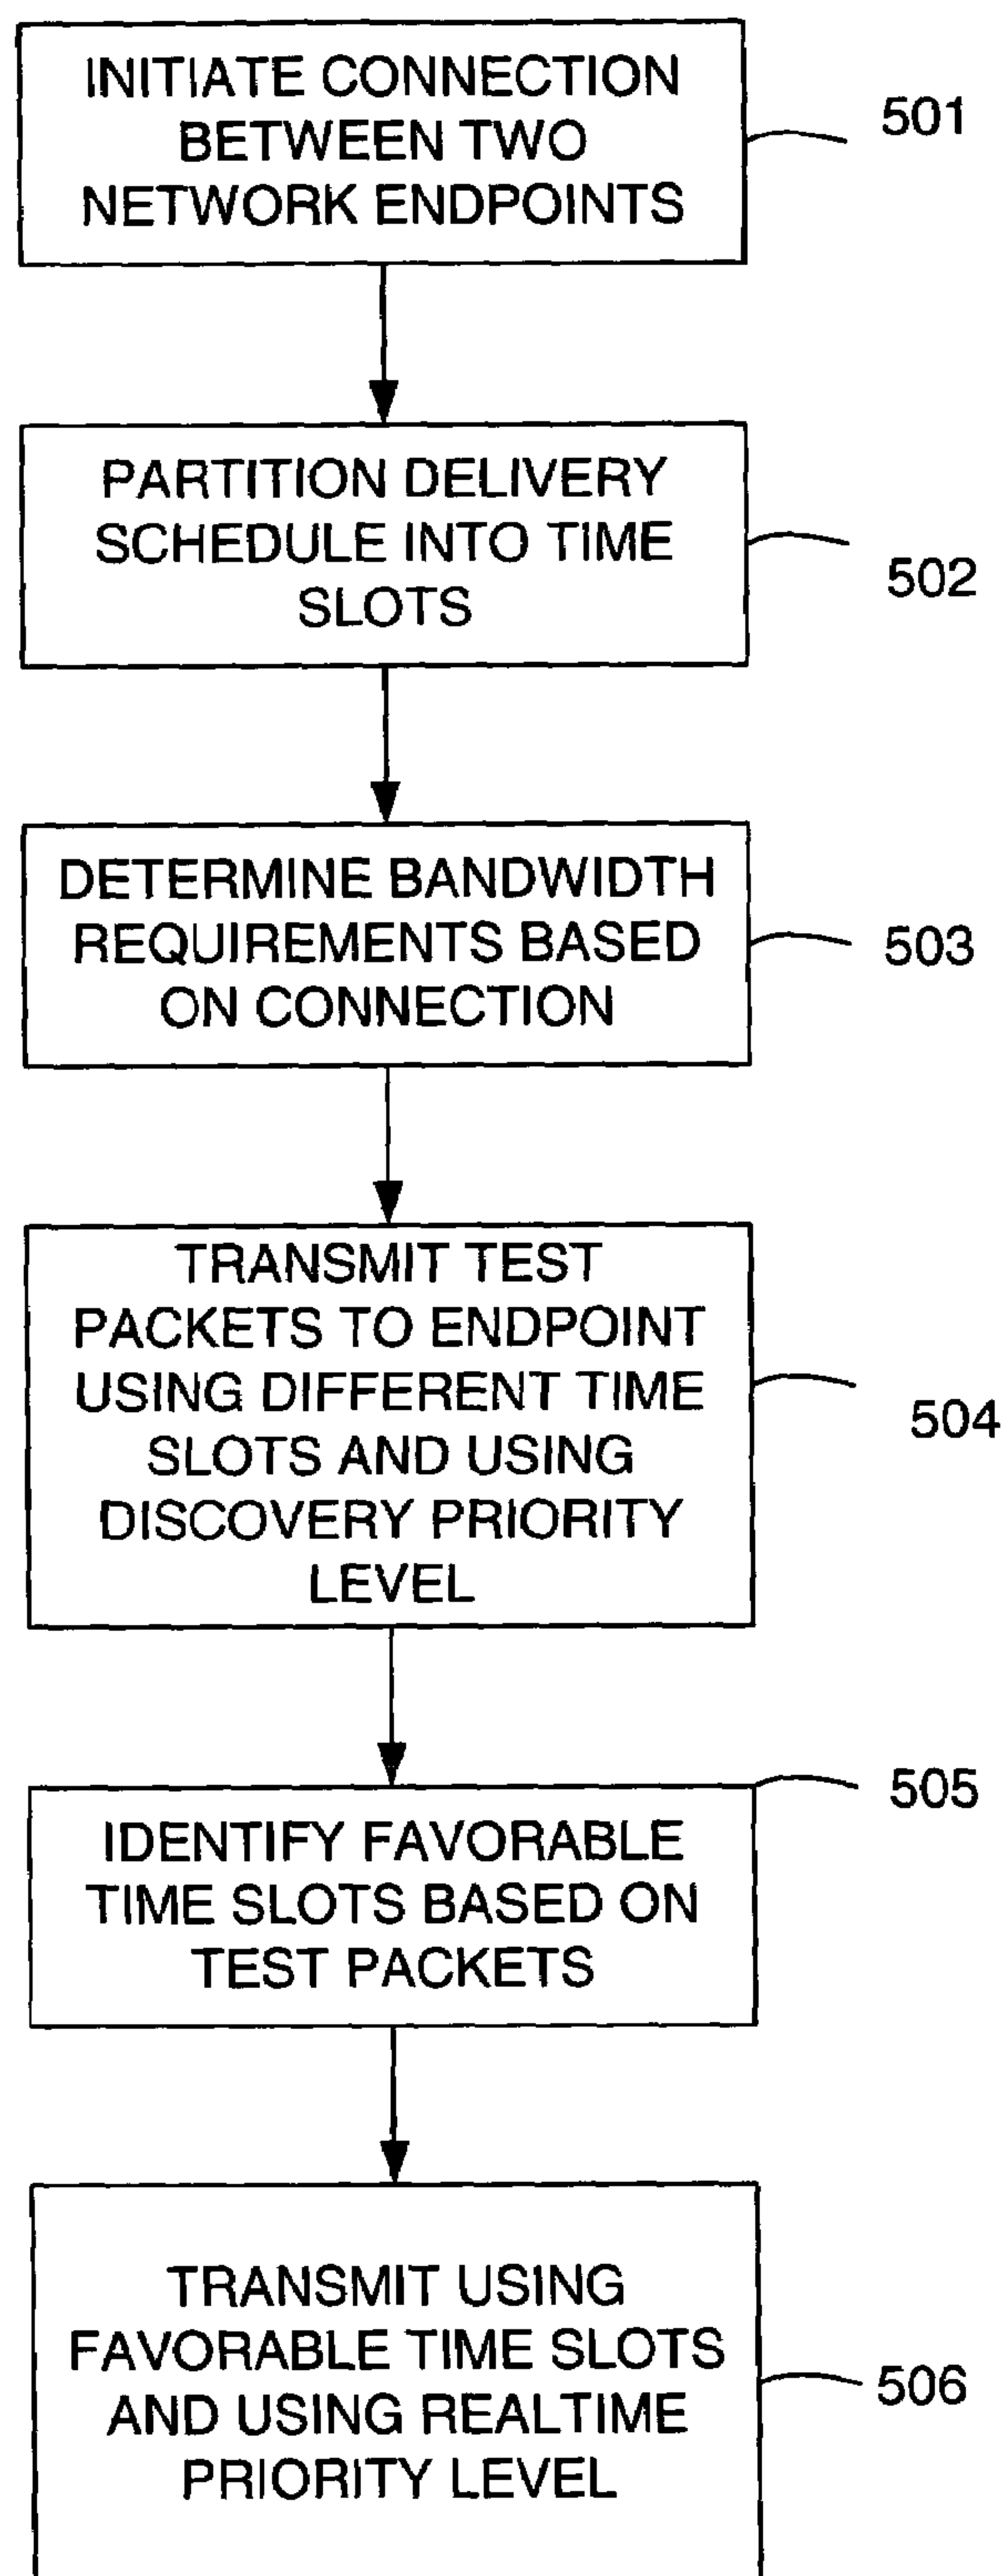 INITIATE CONNECTION
BETWEEN TWO
NETWORK ENDPOINTS
501
PARTITION DELIVERY
SCHEDULE INTO TIME
SLOTS
502
DETERMINE BANDWIDTH
REQUIREMENTS BASED
ON CONNECTION
503
TRANSMIT TEST
PACKETS TO ENDPOINT
USING DIFFERENT TIME
SLOTS AND USING
DISCOVERY PRIORITY
LEVEL
504
505
IDENTIFY FAVORABLE
TIME SLOTS BASED ON
TEST PACKETS
TRANSMIT USING
FAVORABLE TIME SLOTS
AND USING REALTIME
PRIORITY LEVEL
506